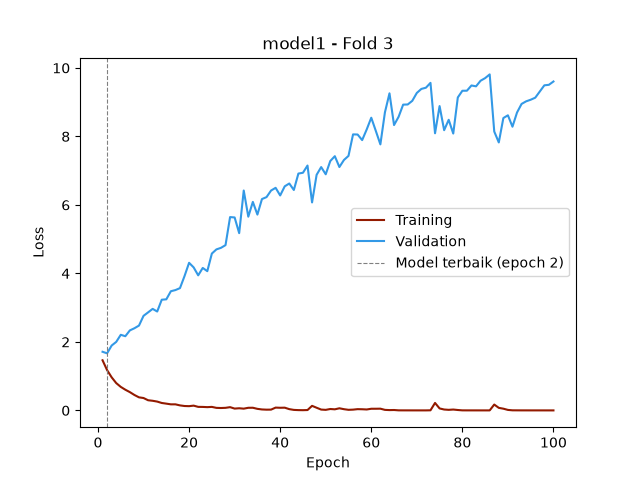 model1 - Fold 3
10
8
6
4
2
0
Loss
Training
Validation
Model terbaik (epoch 2)
0
20
40
60
80
100
Epoch